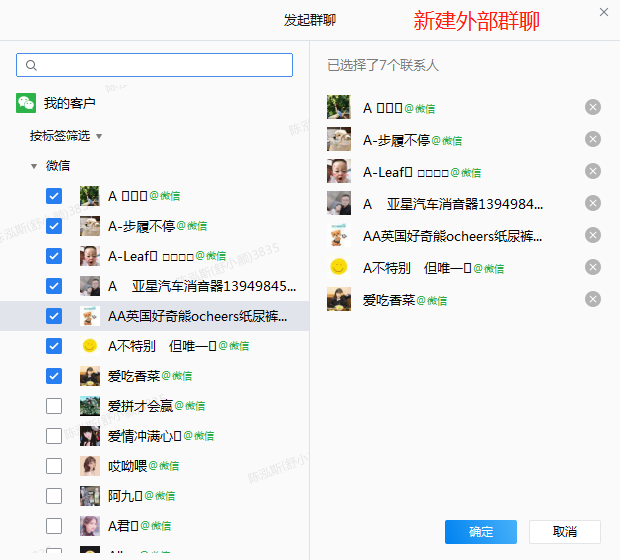 发起群聊
新建外部群聊
我的客户
按标签筛选
微信
A □□□@微信
A-步履不停@微信
A-Leaf□ □□□□@微信
A 亚星汽车消音器13949845...
AA英国好奇熊ocheers纸尿裤...
A不特别 但唯一□@微信
爱吃香菜@微信
爱拼才会赢@微信
爱情冲满心□@微信
哎呦喂@微信
阿九□@微信
A君□@微信
已选择了7个联系人
A □□□@微信
A-步履不停@微信
A-Leaf□ □□□□@微信
A 亚星汽车消音器1394984...
AA英国好奇熊ocheers纸尿裤...
A不特别 但唯一□@微信
爱吃香菜@微信
确定
取消